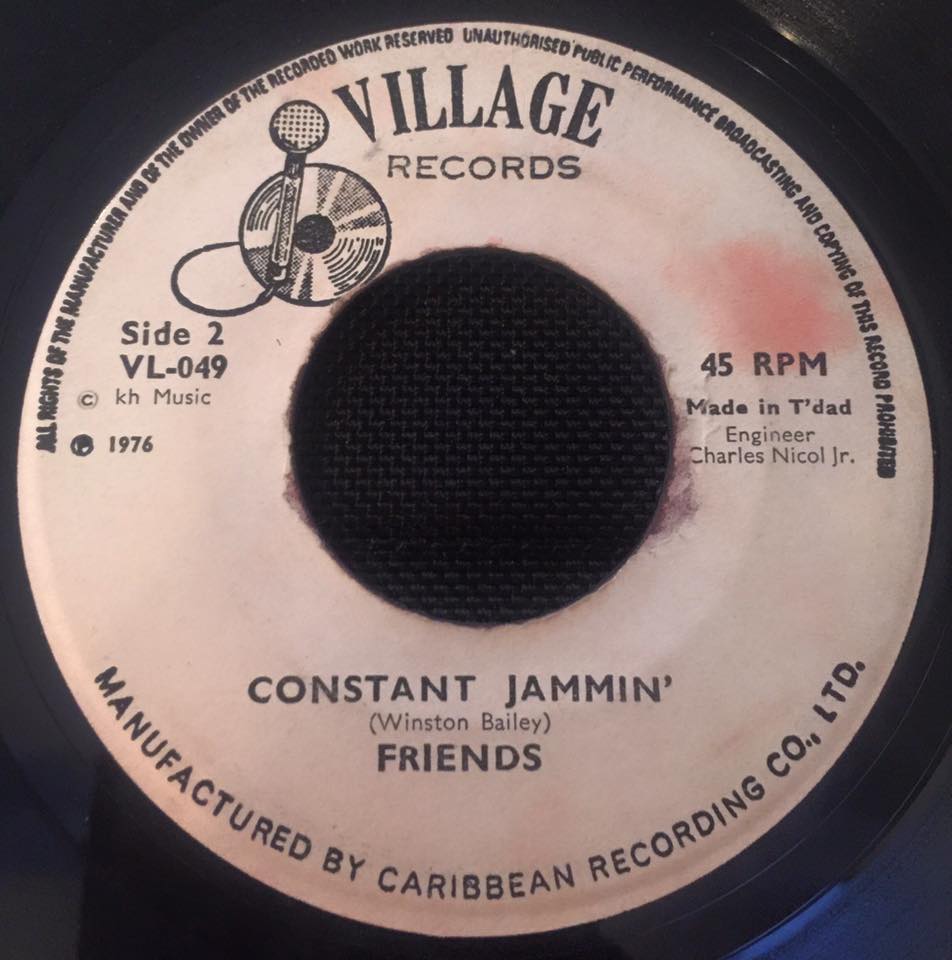 ALL RIGHTS OF THE MANUFACTURER AND OF THE OWNER OF THE RECORDED WORK RESERVED UNAUTHORISED PUBLIC PERFORMANCE BROADCASTING AND COPYING OF THIS RECORD PROHIBITED
VILLAGE
RECORDS
Side 2
VL-049
© kh Music
℗ 1976
45 RPM
Made in T'dad
Engineer
Charles Nicol Jr.
CONSTANT JAMMIN'
(Winston Bailey)
FRIENDS
MANUFACTURED BY CARIBBEAN RECORDING CO., LTD.